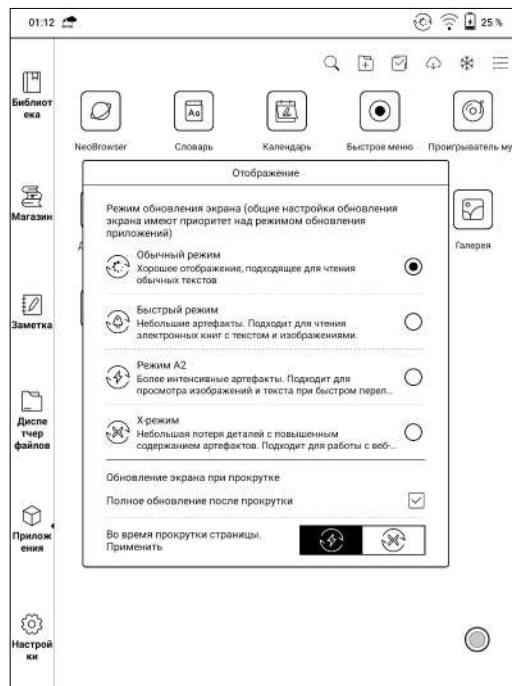 01:12
25 %
Библиот
ека
NeoBrowser
Словарь
Календарь
Быстрое меню
Проигрыватель му
Магазин
Галерея
Отображение
Режим обновления экрана (общие настройки обновления
экрана имеют приоритет над режимом обновления
приложений)
Обычный режим
Хорошее отображение, подходящее для чтения
обычных текстов
Быстрый режим
Небольшие артефакты. Подходит для чтения
электронных книг с текстом и изображениями.
Режим A2
Более интенсивные артефакты. Подходит для
просмотра изображений и текста при быстром перел...
X-режим
Небольшая потеря деталей с повышенным
содержанием артефактов. Подходит для работы с веб-...
Обновление экрана при прокрутке
Полное обновление после прокрутки
Во время прокрутки страницы.
Применить
Заметка
Диспе
тчер
файлов
Прилож
ения
Настрой
ки